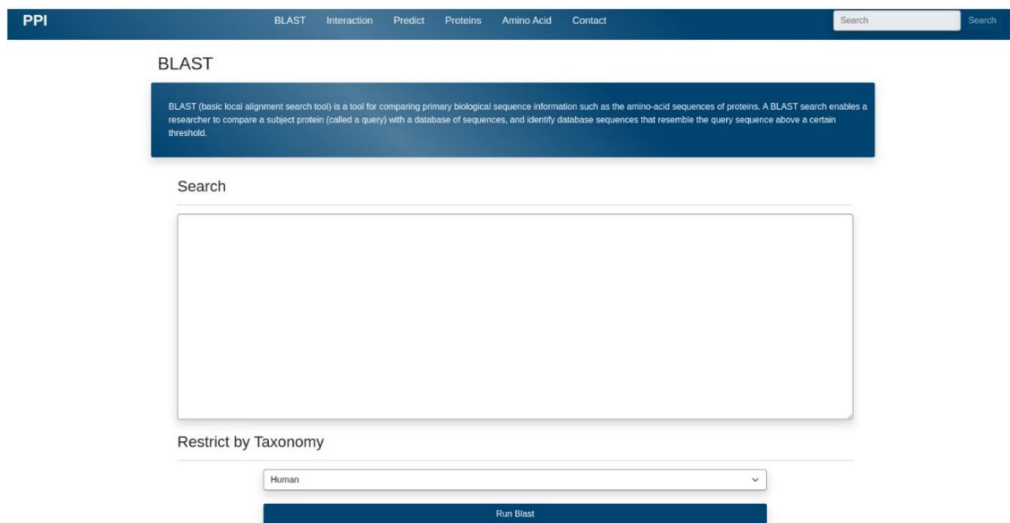 PPI BLAST Interaction Predict Proteins Amino Acid Contact Search Search
BLAST
BLAST (basic local alignment search tool) is a tool for comparing primary biological sequence information such as the amino-acid sequences of proteins. A BLAST search enables a
researcher to compare a subject protein (called a query) with a database of sequences, and identify database sequences that resemble the query sequence above a certain
threshold.
Search
Restrict by Taxonomy
Human
Run Blast